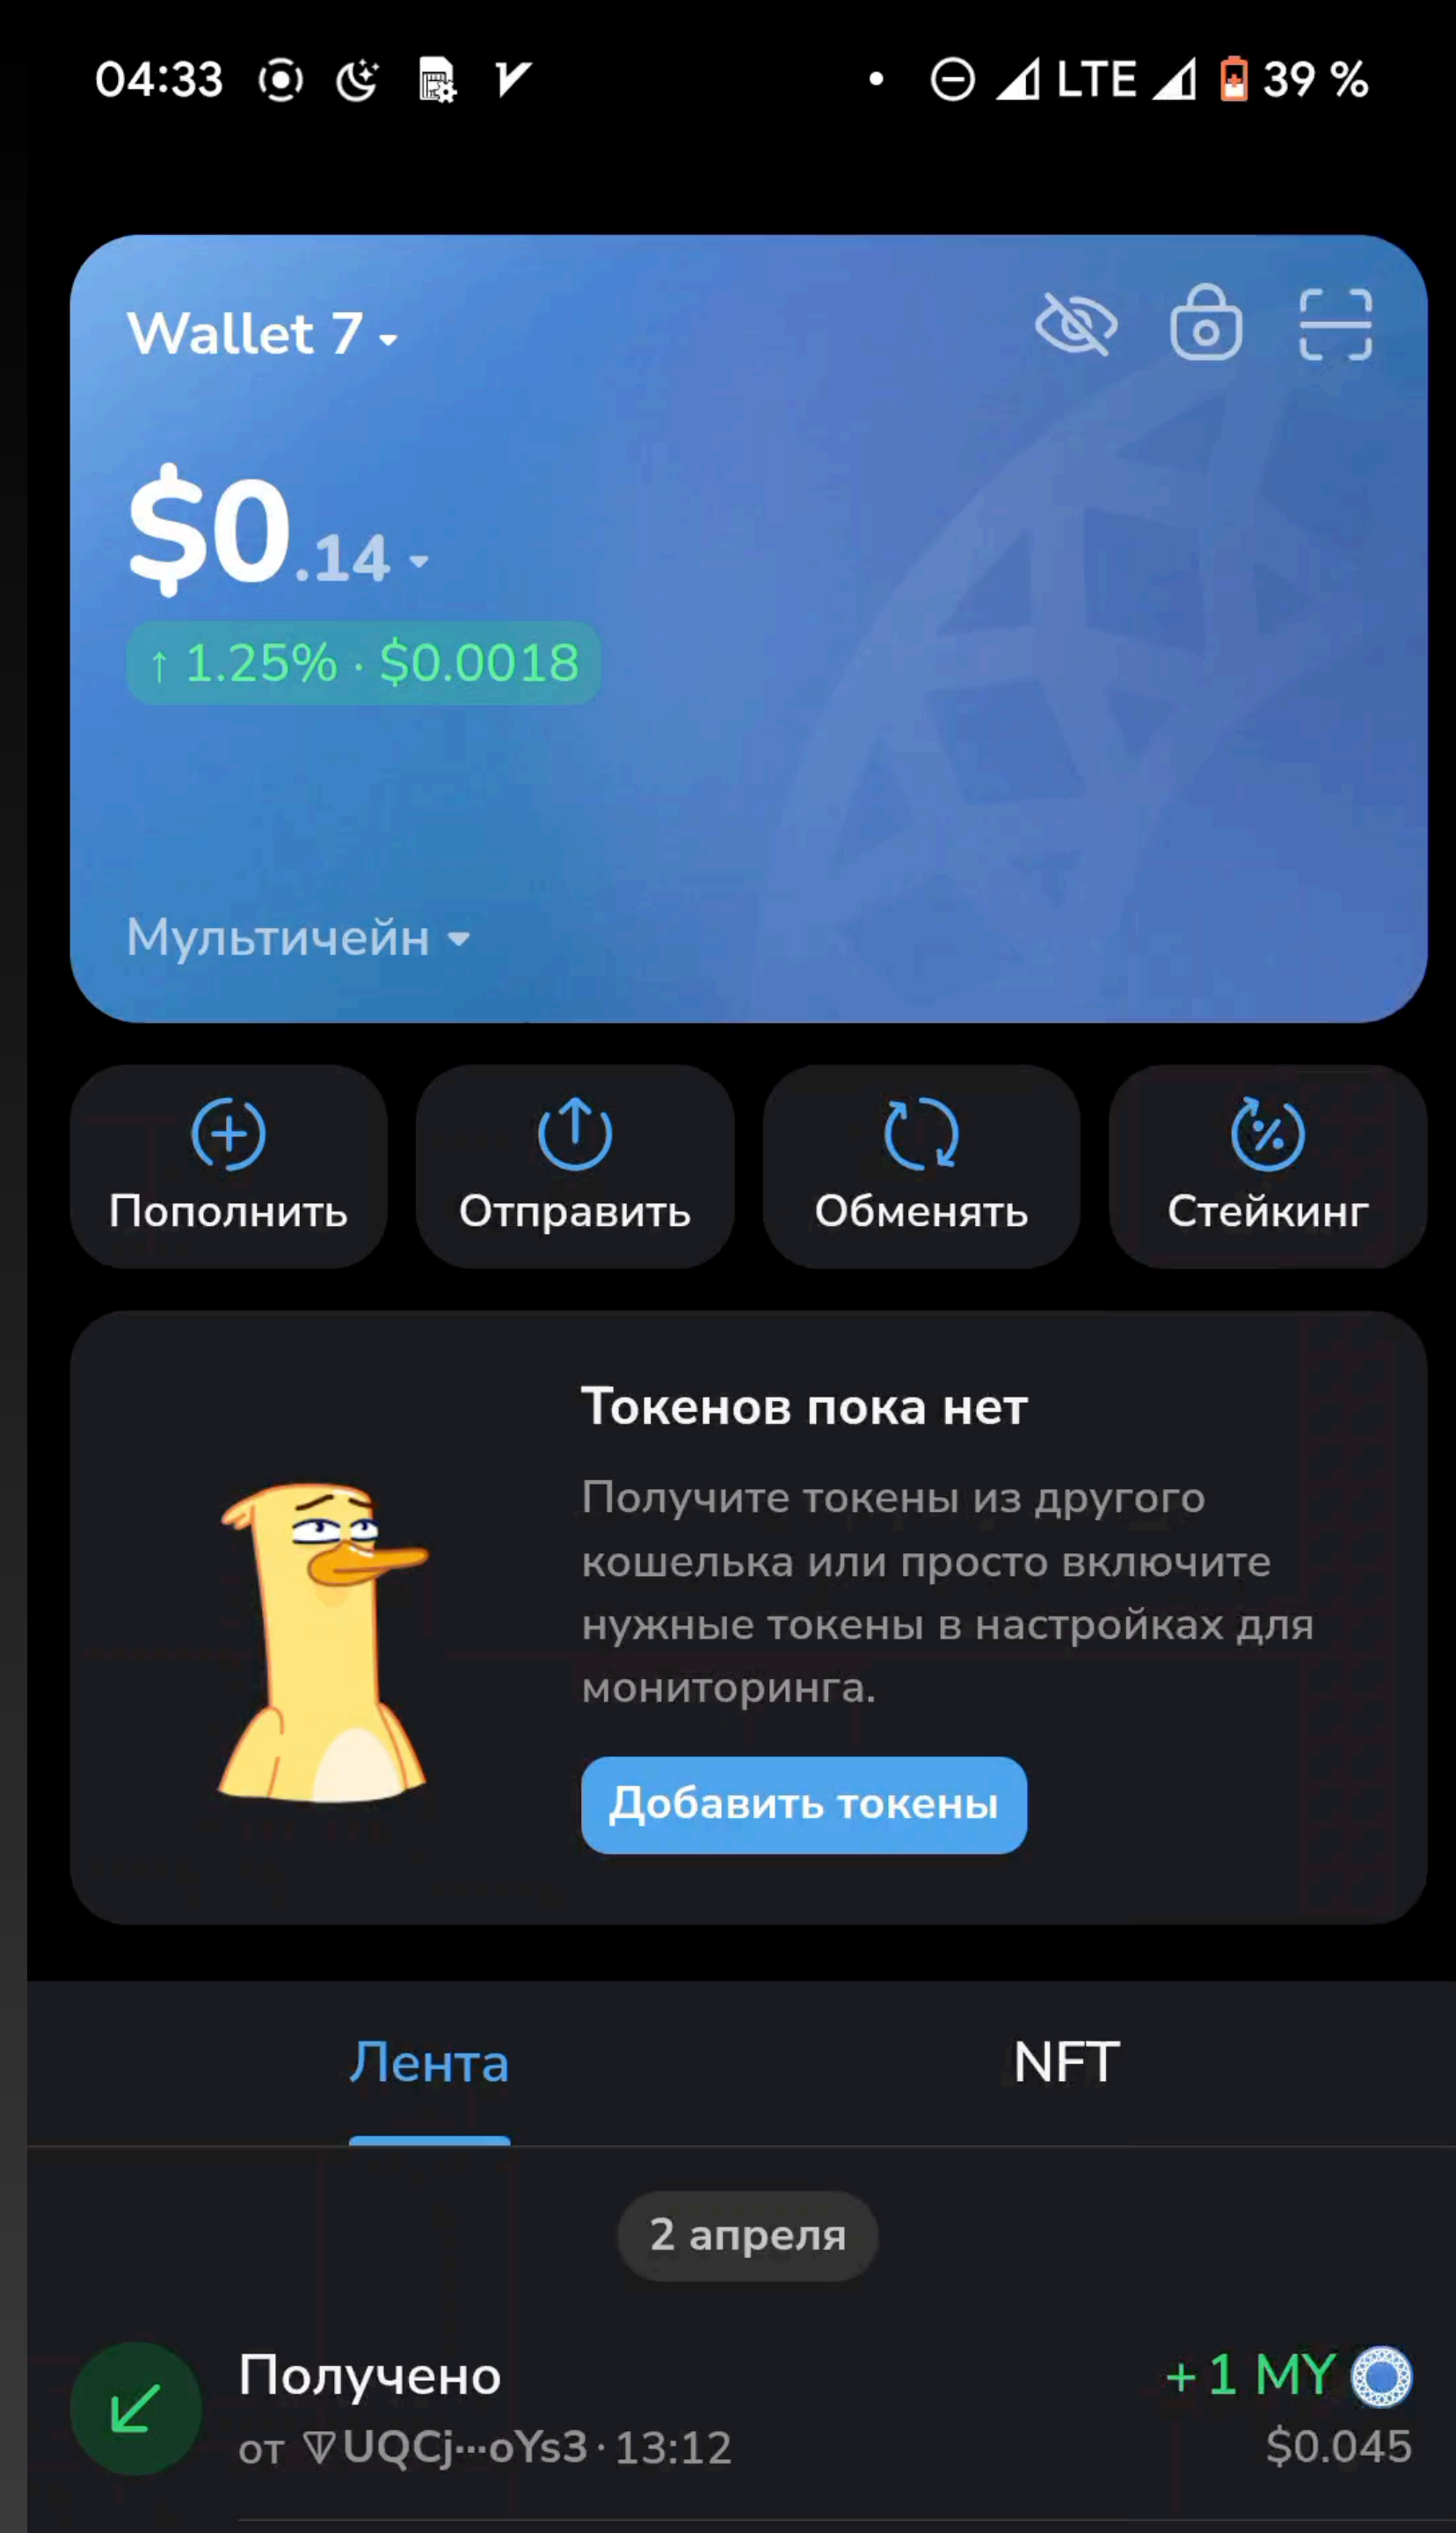 04:33 LTE 39 %
Wallet 7
$0.14
↑ 1.25% · $0.0018
Мультичейн
Пополнить Отправить Обменять Стейкинг
Токенов пока нет
Получите токены из другого
кошелька или просто включите
нужные токены в настройках для
мониторинга.
Добавить токены
Лента NFT
2 апреля
Получено +1 MY
от UQCj···oYs3 · 13:12 $0.045